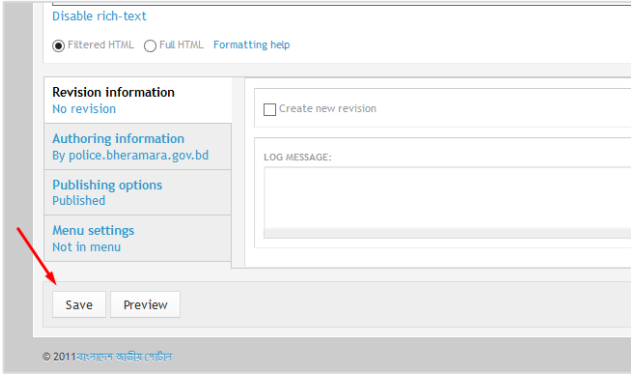 Disable rich-text
Filtered HTML Full HTML Formatting help
Revision information
No revision
Create new revision
Authoring information
By police.bheramara.gov.bd
LOG MESSAGE:
Publishing options
Published
Menu settings
Not in menu
Save Preview
© 2011 বাংলাদেশ জাতীয় পোর্টাল